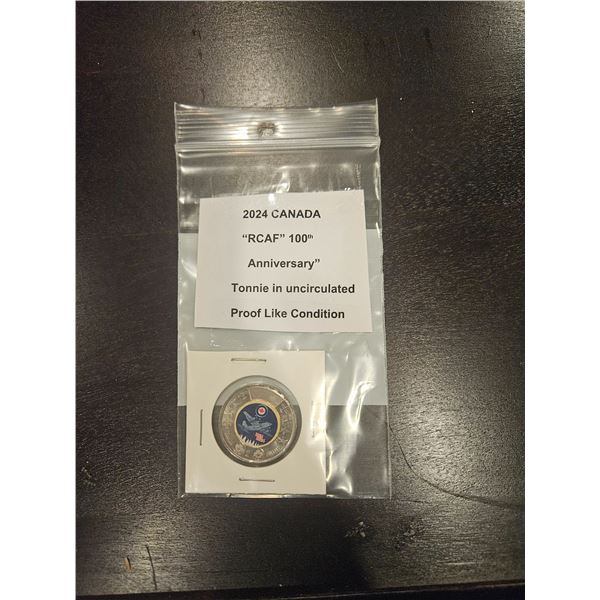 2024 CANADA
“RCAF” 100th
Anniversary”
Tonnie in uncirculated
Proof Like Condition